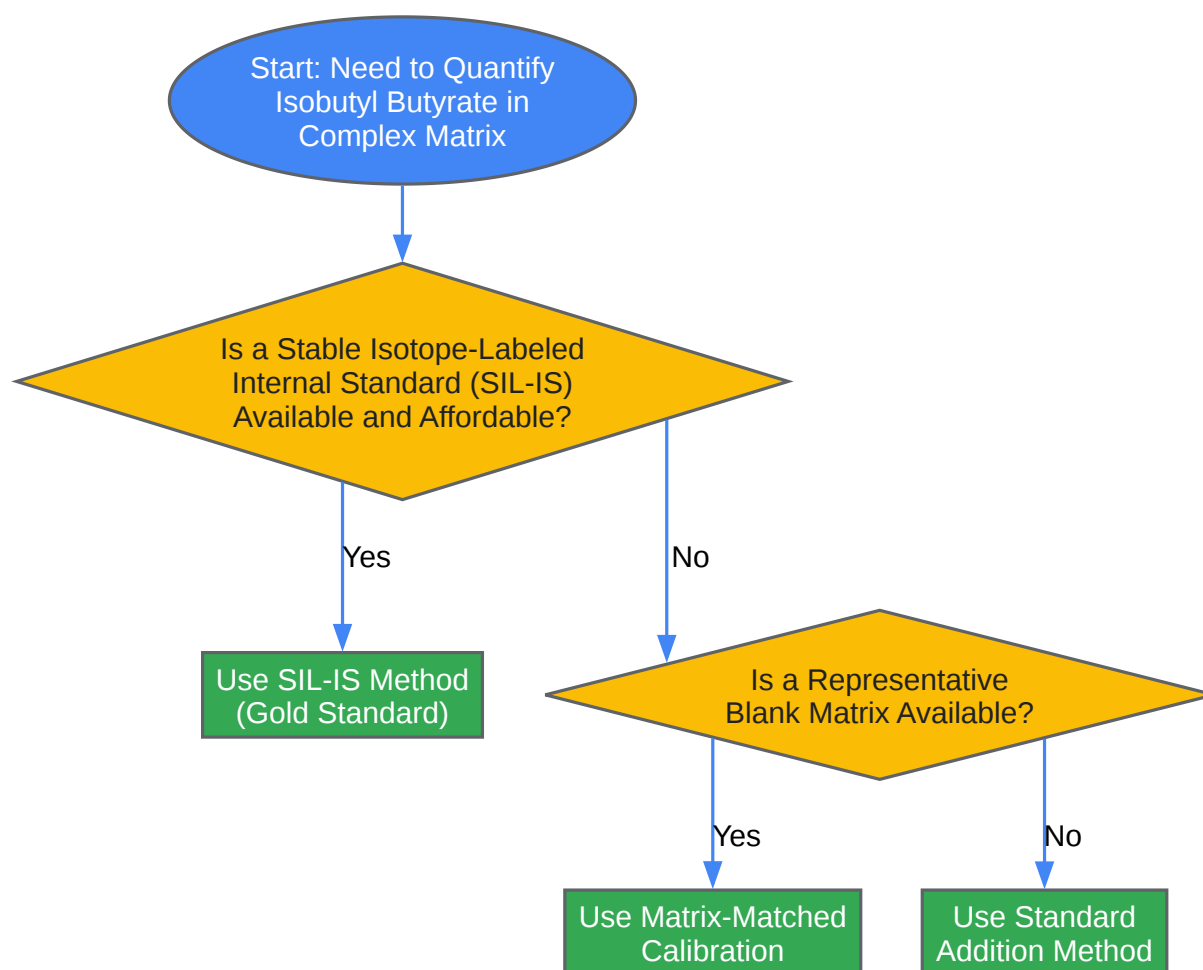 Start: Need to Quantify
Isobutyl Butyrate in
Complex Matrix
Is a Stable Isotope-Labeled
Internal Standard (SIL-IS)
Available and Affordable?
Yes
No
Use SIL-IS Method
(Gold Standard)
Is a Representative
Blank Matrix Available?
Yes
No
Use Matrix-Matched
Calibration
Use Standard
Addition Method